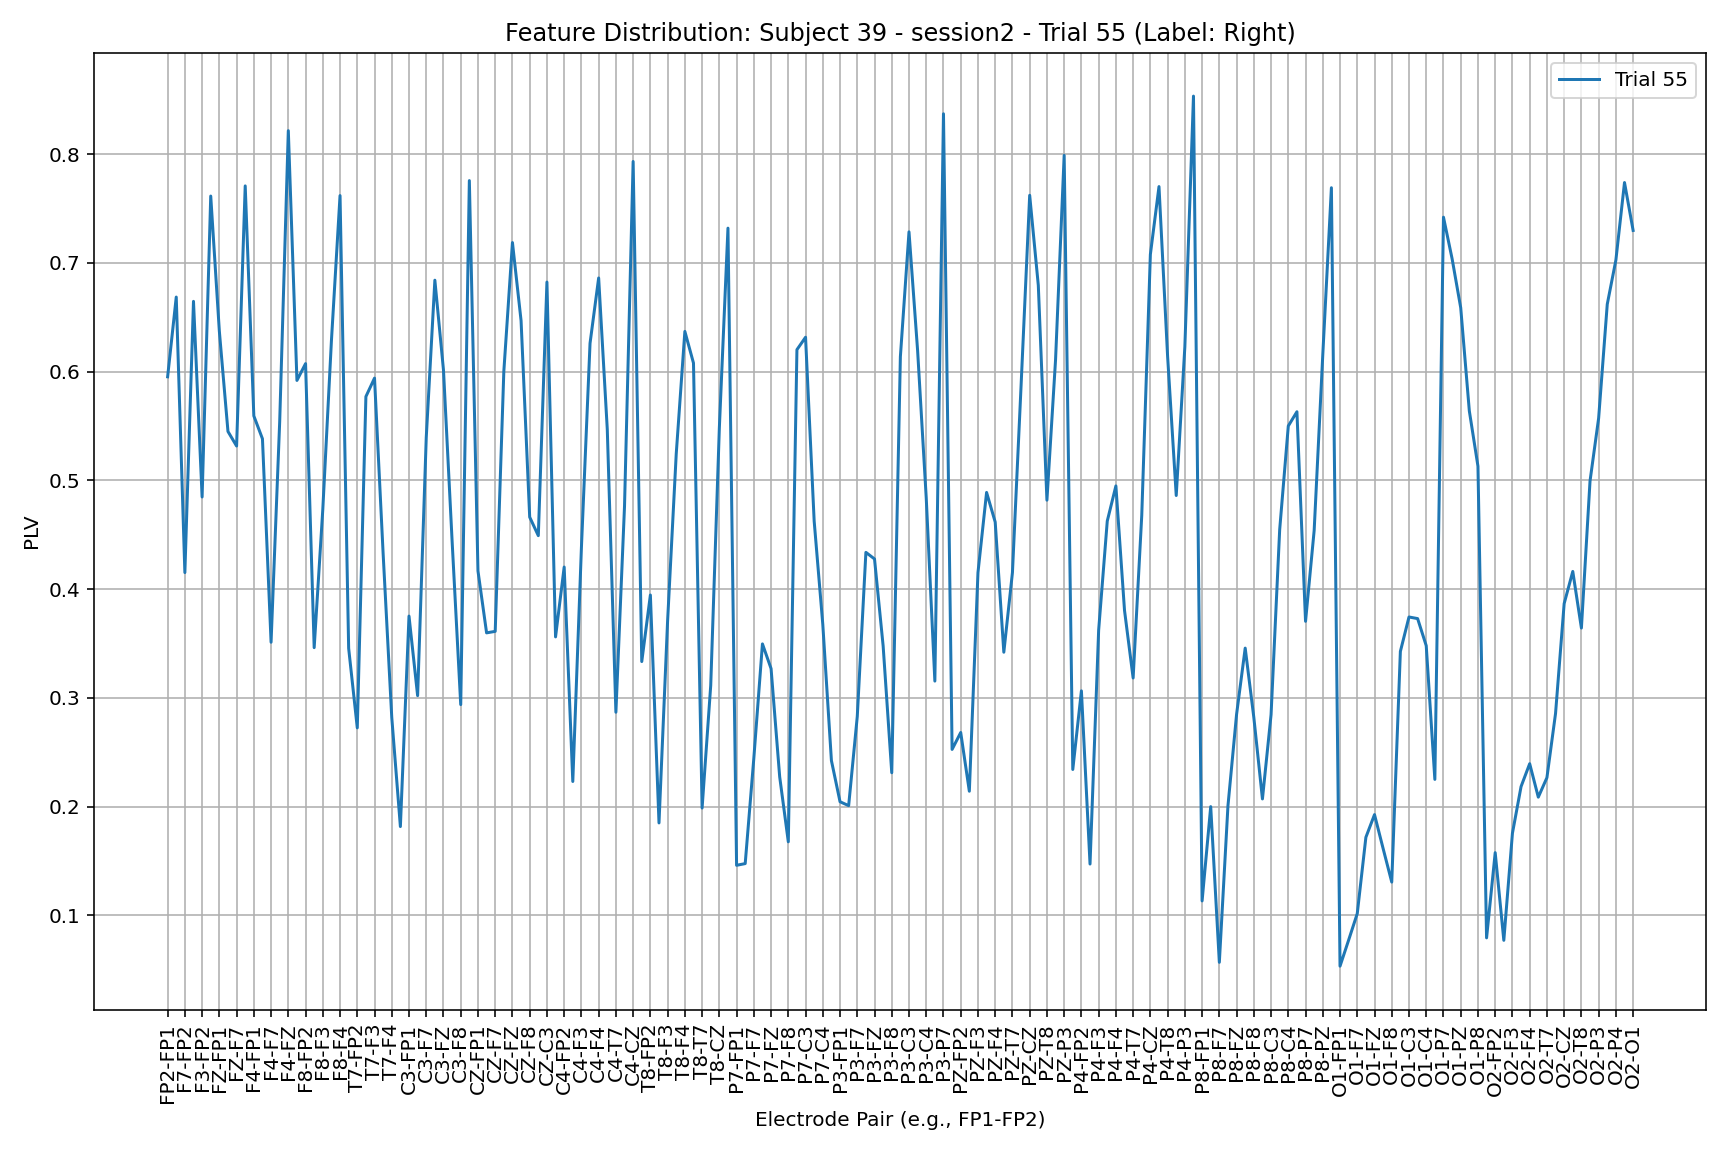 Feature Distribution: Subject 39 - session2 - Trial 55 (Label: Right)
Trial 55
PLV
0.8
0.7
0.6
0.5
0.4
0.3
0.2
0.1
FP2-FP1
F7-FP2
F3-FP2
FZ-FP1
FZ-F7
F4-FP1
F4-F7
F4-FZ
F8-FP2
F8-F3
F8-F4
T7-FP2
T7-F3
T7-F4
C3-FP1
C3-F7
C3-FZ
C3-F8
CZ-FP1
CZ-F7
CZ-FZ
CZ-F8
CZ-C3
C4-FP2
C4-F3
C4-F4
C4-T7
C4-CZ
T8-FP2
T8-F3
T8-F4
T8-T7
T8-CZ
P7-FP1
P7-F7
P7-FZ
P7-F8
P7-C3
P7-C4
P3-FP1
P3-F7
P3-FZ
P3-F8
P3-C3
P3-C4
P3-P7
PZ-FP2
PZ-F3
PZ-F4
PZ-T7
PZ-CZ
PZ-T8
PZ-P3
P4-FP2
P4-F3
P4-F4
P4-T7
P4-CZ
P4-T8
P4-P3
P8-FP1
P8-F7
P8-FZ
P8-F8
P8-C3
P8-C4
P8-P7
P8-PZ
O1-FP1
O1-F7
O1-FZ
O1-F8
O1-C3
O1-C4
O1-P7
O1-PZ
O1-P8
O2-FP2
O2-F3
O2-F4
O2-T7
O2-CZ
O2-T8
O2-P3
O2-P4
O2-O1
Electrode Pair (e.g., FP1-FP2)